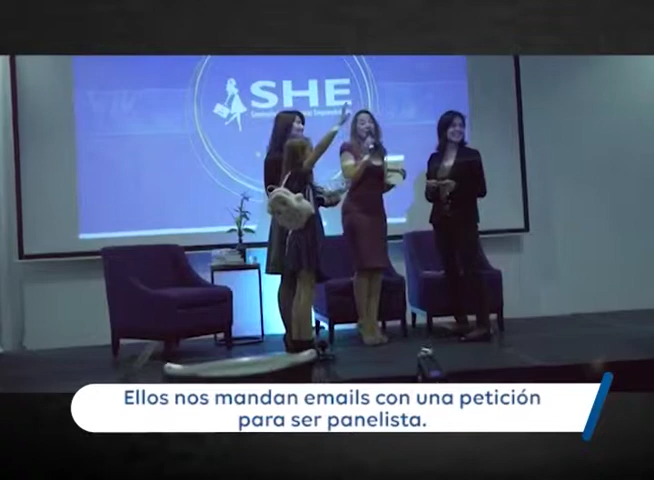 SHE
Ellos nos mandan emails con una petición
para ser panelista.